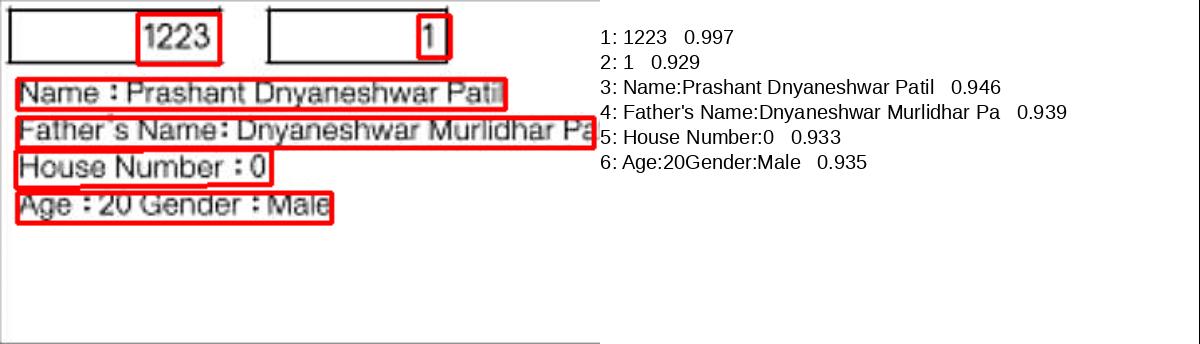 1223 1
Name : Prashant Dnyaneshwar Patil
Father's Name: Dnyaneshwar Murlidhar Pa
House Number : 0
Age : 20 Gender : Male
1: 1223 0.997
2: 1 0.929
3: Name:Prashant Dnyaneshwar Patil 0.946
4: Father's Name:Dnyaneshwar Murlidhar Pa 0.939
5: House Number:0 0.933
6: Age:20Gender:Male 0.935